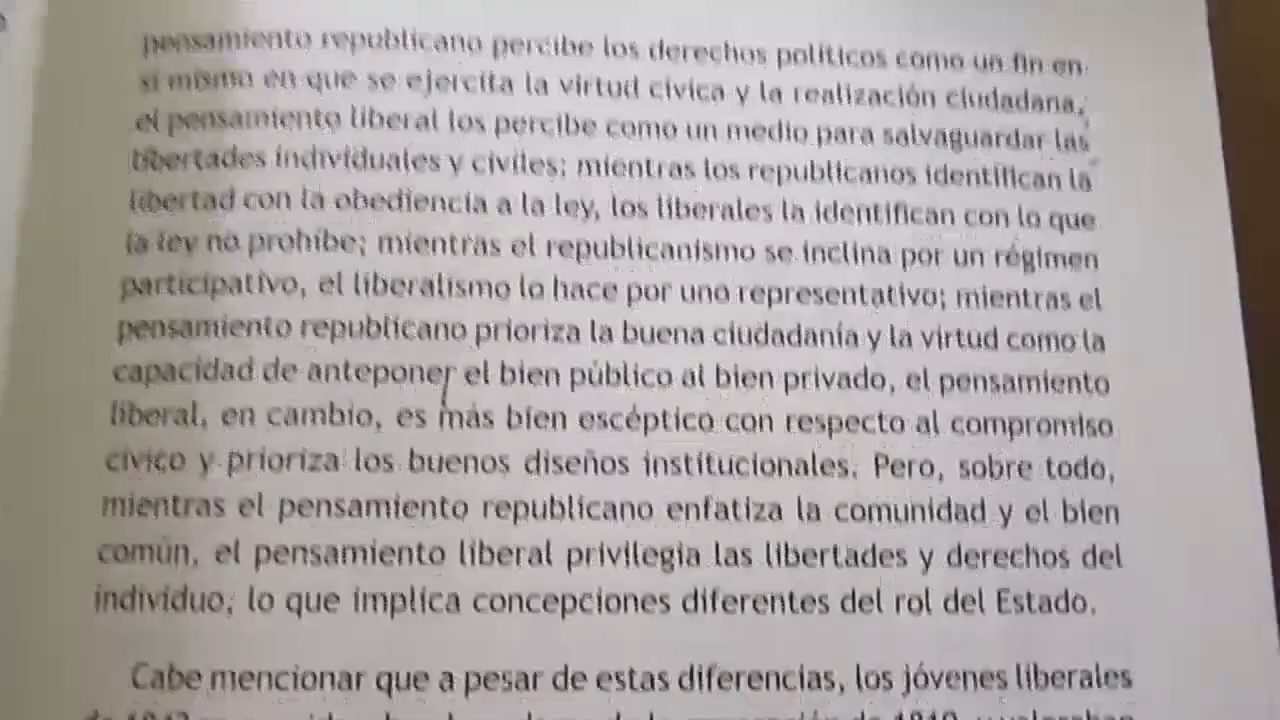 pensamiento republicano percibe los derechos políticos como un fin en
sí mismo en que se ejercita la virtud cívica y la realización ciudadana,
el pensamiento liberal los percibe como un medio para salvaguardar las
libertades individuales y civiles; mientras los republicanos identifican la
libertad con la obediencia a la ley, los liberales la identifican con lo que
la ley no prohíbe; mientras el republicanismo se inclina por un régimen
participativo, el liberalismo lo hace por uno representativo; mientras el
pensamiento republicano prioriza la buena ciudadanía y la virtud como la
capacidad de anteponer el bien público al bien privado, el pensamiento
liberal, en cambio, es más bien escéptico con respecto al compromiso
cívico y prioriza los buenos diseños institucionales. Pero, sobre todo,
mientras el pensamiento republicano enfatiza la comunidad y el bien
común, el pensamiento liberal privilegia las libertades y derechos del
individuo, lo que implica concepciones diferentes del rol del Estado.
Cabe mencionar que a pesar de estas diferencias, los jóvenes liberales
de 1842